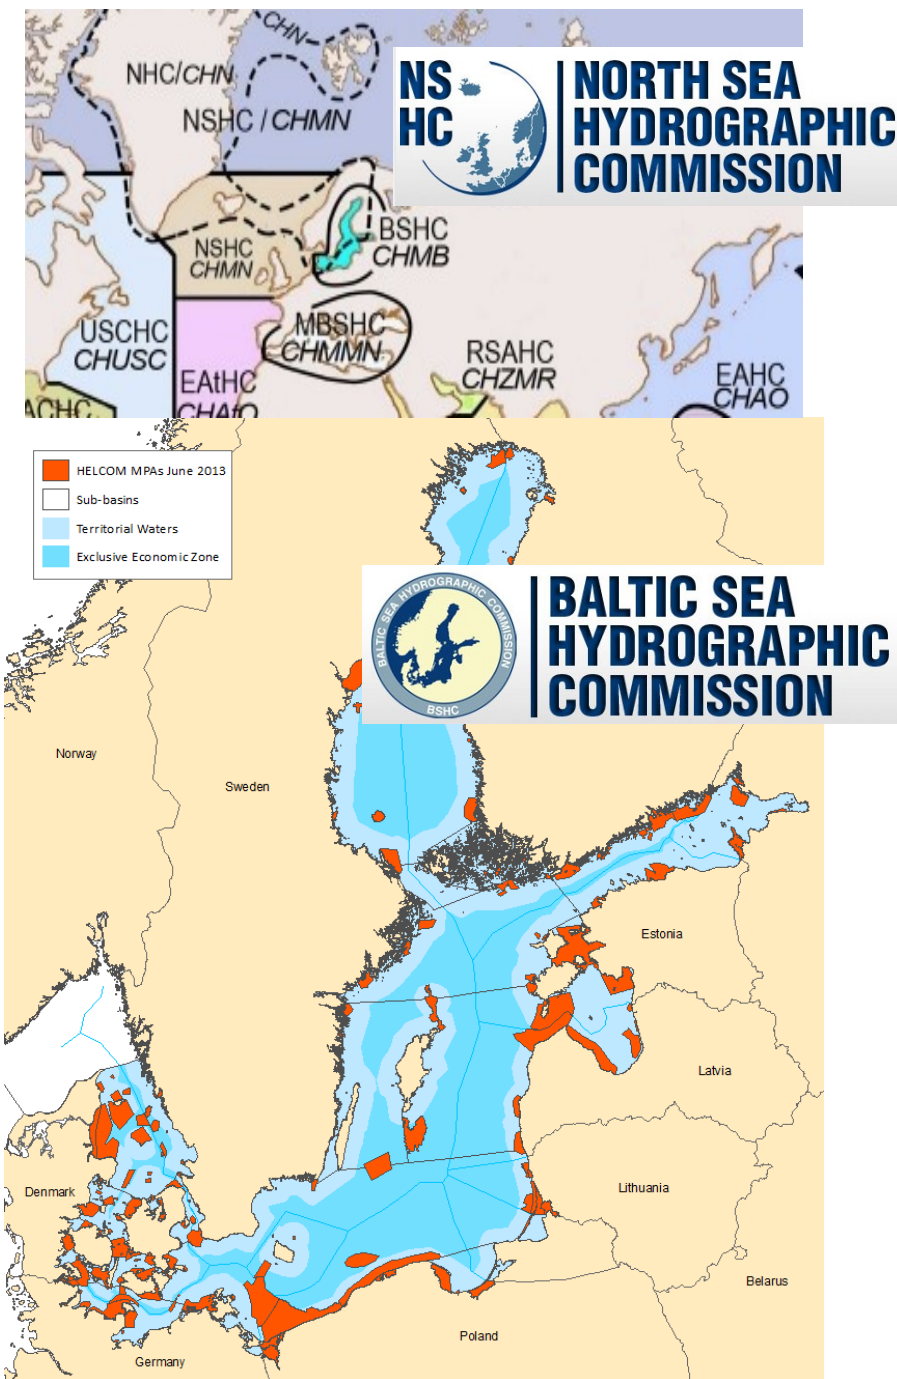 CHN
NHC/CHN
NSHC / CHMN
NS
HC
NORTH SEA
HYDROGRAPHIC
COMMISSION
NSHC
CHMN
BSHC
CHMB
USCHC
CHUSC
MBSHC
CHMMN
RSAHC
CHZMR
EAtHC
CHAtO
EAHC
CHAO
ACHC
HELCOM MPAs June 2013
Sub-basins
Territorial Waters
Exclusive Economic Zone
BALTIC SEA HYDROGRAPHIC COMMISSION
BSHC
BALTIC SEA
HYDROGRAPHIC
COMMISSION
Norway
Sweden
Estonia
Latvia
Denmark
Lithuania
Belarus
Poland
Germany